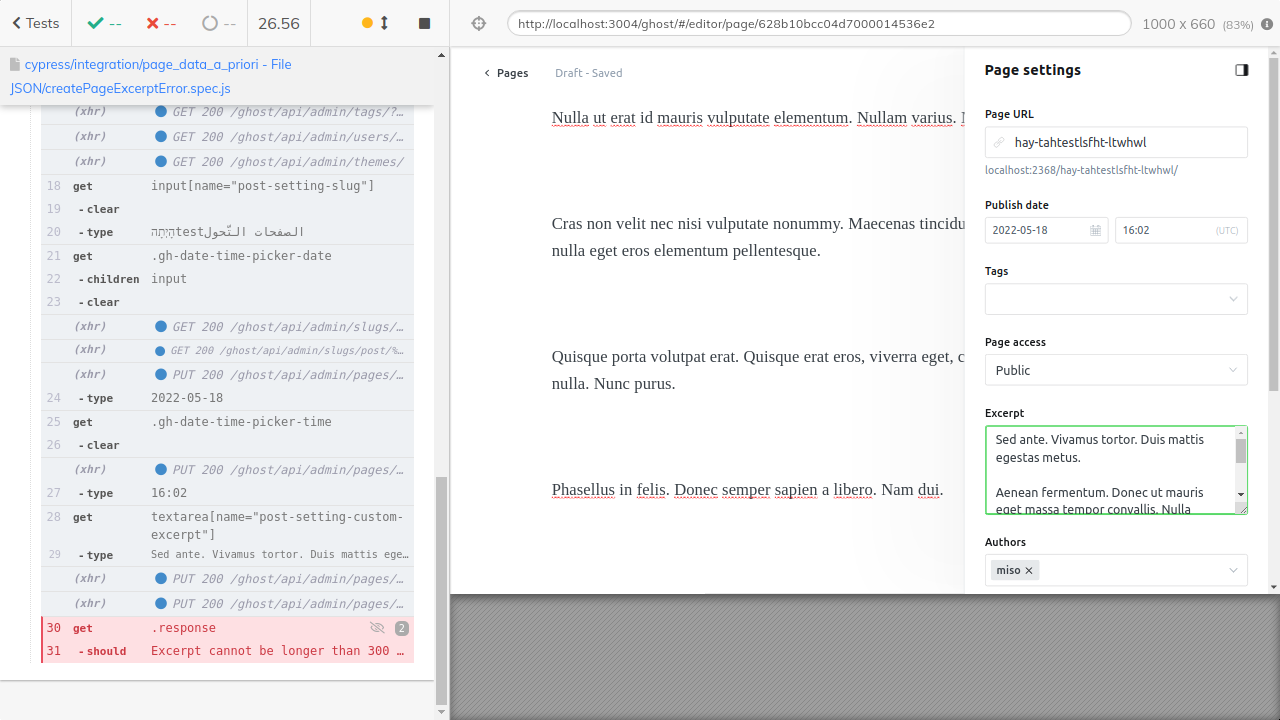 Tests
--
--
--
26.56
http://localhost:3004/ghost/#/editor/page/628b10bcc04d7000014536e2
1000 x 660 (83%)
cypress/integration/page_data_a_priori - File
JSON/createPageExcerptError.spec.js
(xhr) GET 200 /ghost/api/admin/tags/?…
(xhr) GET 200 /ghost/api/admin/users/…
(xhr) GET 200 /ghost/api/admin/themes/
18 get input[name="post-setting-slug"]
19 -clear
20 -type הָיְתָהtestالصفحات التّحول
21 get .gh-date-time-picker-date
22 -children input
23 -clear
(xhr) GET 200 /ghost/api/admin/slugs/…
(xhr) GET 200 /ghost/api/admin/slugs/post/%…
(xhr) PUT 200 /ghost/api/admin/pages/…
24 -type 2022-05-18
25 get .gh-date-time-picker-time
26 -clear
(xhr) PUT 200 /ghost/api/admin/pages/…
27 -type 16:02
28 get textarea[name="post-setting-custom-
excerpt"]
29 -type Sed ante. Vivamus tortor. Duis mattis ege…
(xhr) PUT 200 /ghost/api/admin/pages/…
(xhr) PUT 200 /ghost/api/admin/pages/…
30 get .response 2
31 -should Excerpt cannot be longer than 300 …
Pages
Draft - Saved
Nulla ut erat id mauris vulputate elementum. Nullam varius.
Cras non velit nec nisi vulputate nonummy. Maecenas tincidu
nulla eget eros elementum pellentesque.
Quisque porta volutpat erat. Quisque erat eros, viverra eget, c
nulla. Nunc purus.
Phasellus in felis. Donec semper sapien a libero. Nam dui.
Page settings
Page URL
hay-tahtestlsfht-ltwhwl
localhost:2368/hay-tahtestlsfht-ltwhwl/
Publish date
2022-05-18
16:02 (UTC)
Tags
Page access
Public
Excerpt
Sed ante. Vivamus tortor. Duis mattis
egestas metus.
Aenean fermentum. Donec ut mauris
eget massa tempor convallis. Nulla
Authors
miso ×